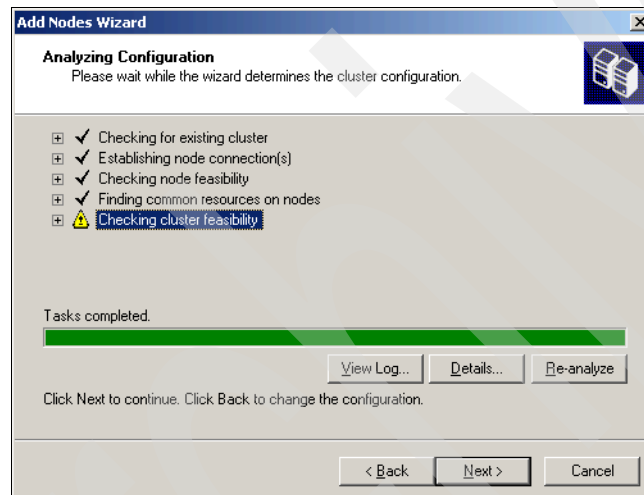 Add Nodes Wizard
Analyzing Configuration
Please wait while the wizard determines the cluster configuration.
Checking for existing cluster
Establishing node connection(s)
Checking node feasibility
Finding common resources on nodes
Checking cluster feasibility
Tasks completed.
View Log... Details... Re-analyze
Click Next to continue. Click Back to change the configuration.
< Back Next > Cancel